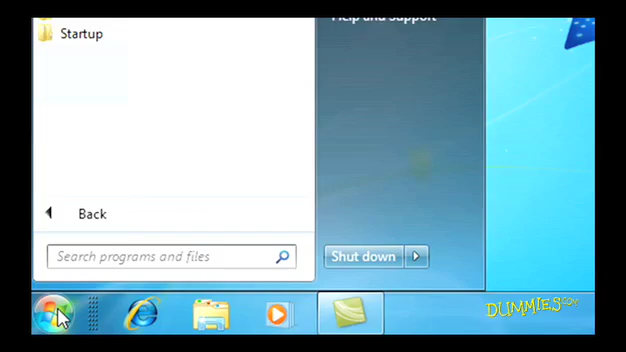 Help and Support
Startup
Back
Search programs and files
Shut down
DUMMIES.COM